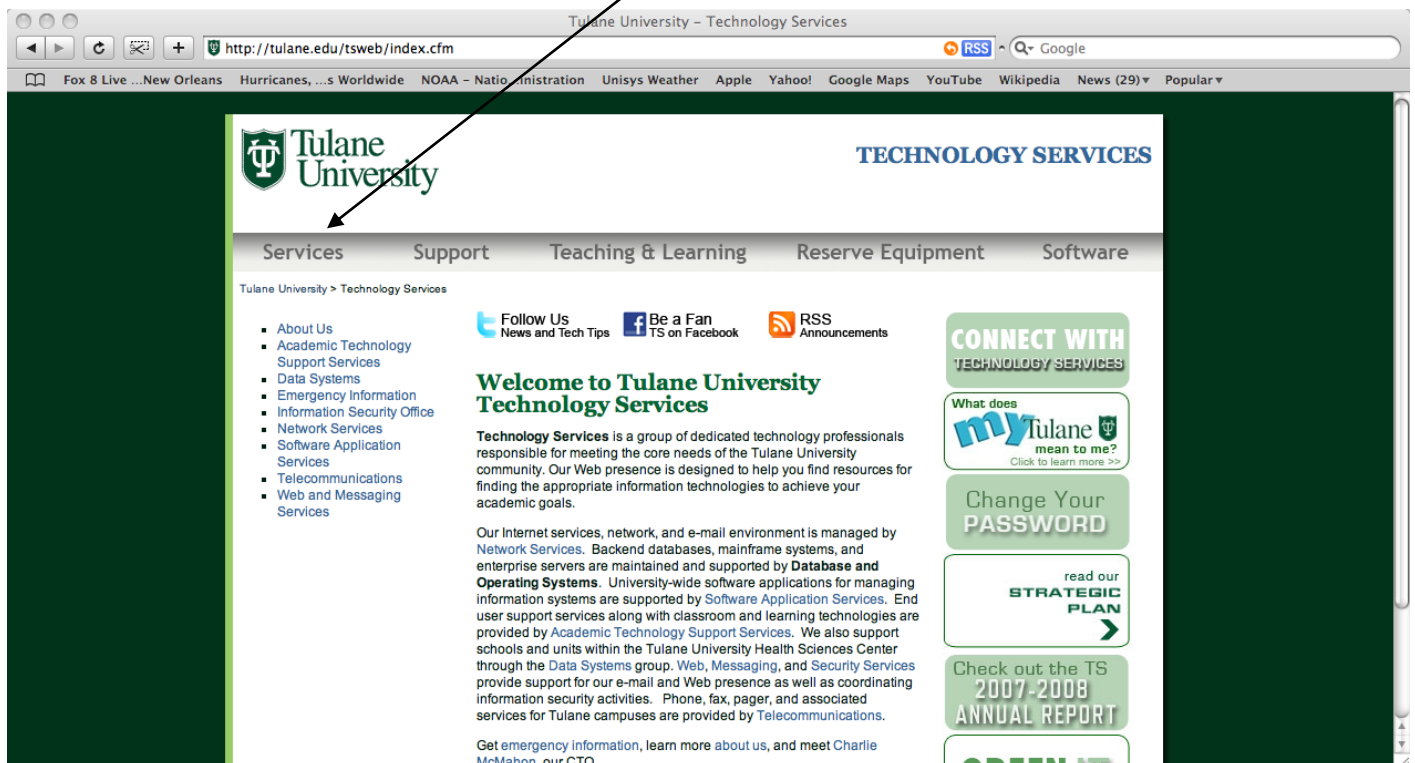 Tulane University – Technology Services
http://tulane.edu/tsweb/index.cfm
RSS
Google
Fox 8 Live ...New Orleans Hurricanes, ...s Worldwide NOAA – Natio...inistration Unisys Weather Apple Yahoo! Google Maps YouTube Wikipedia News (29) Popular
Tulane
University
TECHNOLOGY SERVICES
Services Support Teaching & Learning Reserve Equipment Software
Tulane University > Technology Services
About Us
Academic Technology
Support Services
Data Systems
Emergency Information
Information Security Office
Network Services
Software Application
Services
Telecommunications
Web and Messaging
Services
Follow Us
News and Tech Tips
Be a Fan
TS on Facebook
RSS
Announcements
Welcome to Tulane University
Technology Services
Technology Services is a group of dedicated technology professionals
responsible for meeting the core needs of the Tulane University
community. Our Web presence is designed to help you find resources for
finding the appropriate information technologies to achieve your
academic goals.
Our Internet services, network, and e-mail environment is managed by
Network Services. Backend databases, mainframe systems, and
enterprise servers are maintained and supported by Database and
Operating Systems. University-wide software applications for managing
information systems are supported by Software Application Services. End
user support services along with classroom and learning technologies are
provided by Academic Technology Support Services. We also support
schools and units within the Tulane University Health Sciences Center
through the Data Systems group. Web, Messaging, and Security Services
provide support for our e-mail and Web presence as well as coordinating
information security activities. Phone, fax, pager, and associated
services for Tulane campuses are provided by Telecommunications.
Get emergency information, learn more about us, and meet Charlie
McMahon, our CTO
CONNECT WITH
TECHNOLOGY SERVICES
What does
my Tulane
mean to me?
Click to learn more >>
Change Your
PASSWORD
read our
STRATEGIC
PLAN
Check out the TS
2007-2008
ANNUAL REPORT
GREEN IT